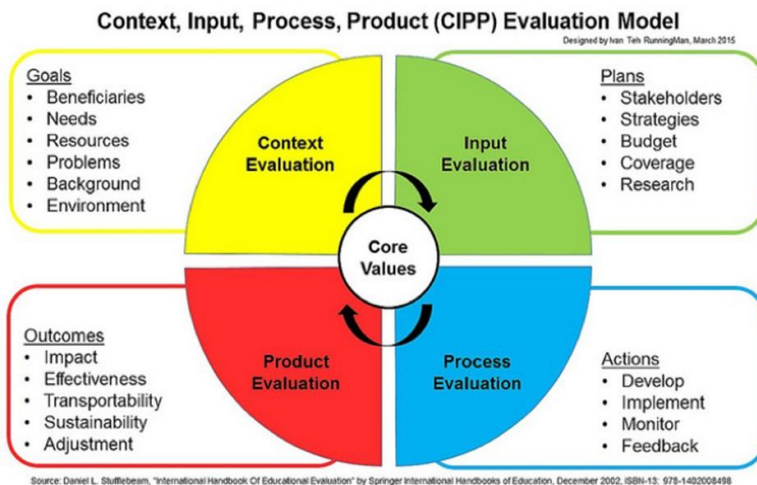 Context, Input, Process, Product (CIPP) Evaluation Model
Designed by Ivan Teh RunningMan, March 2015
Goals
• Beneficiaries
• Needs
• Resources
• Problems
• Background
• Environment
Context
Evaluation
Input
Evaluation
Plans
• Stakeholders
• Strategies
• Budget
• Coverage
• Research
Core
Values
Outcomes
• Impact
• Effectiveness
• Transportability
• Sustainability
• Adjustment
Product
Evaluation
Process
Evaluation
Actions
• Develop
• Implement
• Monitor
• Feedback
Source: Daniel L. Stufflebeam, "International Handbook Of Educational Evaluation" by Springer International Handbooks of Education, December 2002, ISBN-13: 978-1402008498